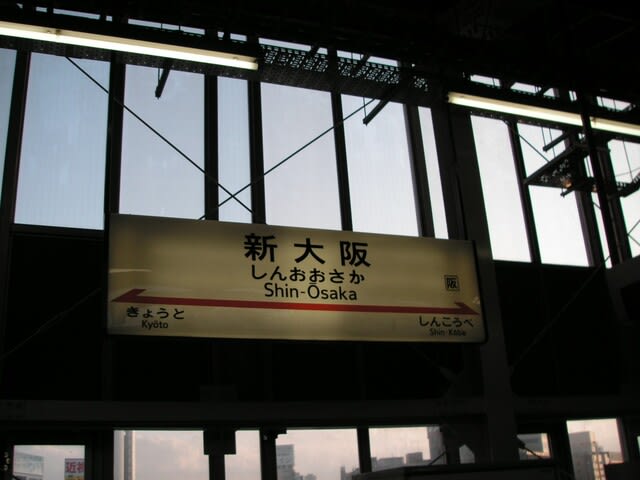 新大阪
しんおおさか
Shin-Ōsaka
阪
きょうと
Kyōto
しんこうべ
Shin-Kōbe